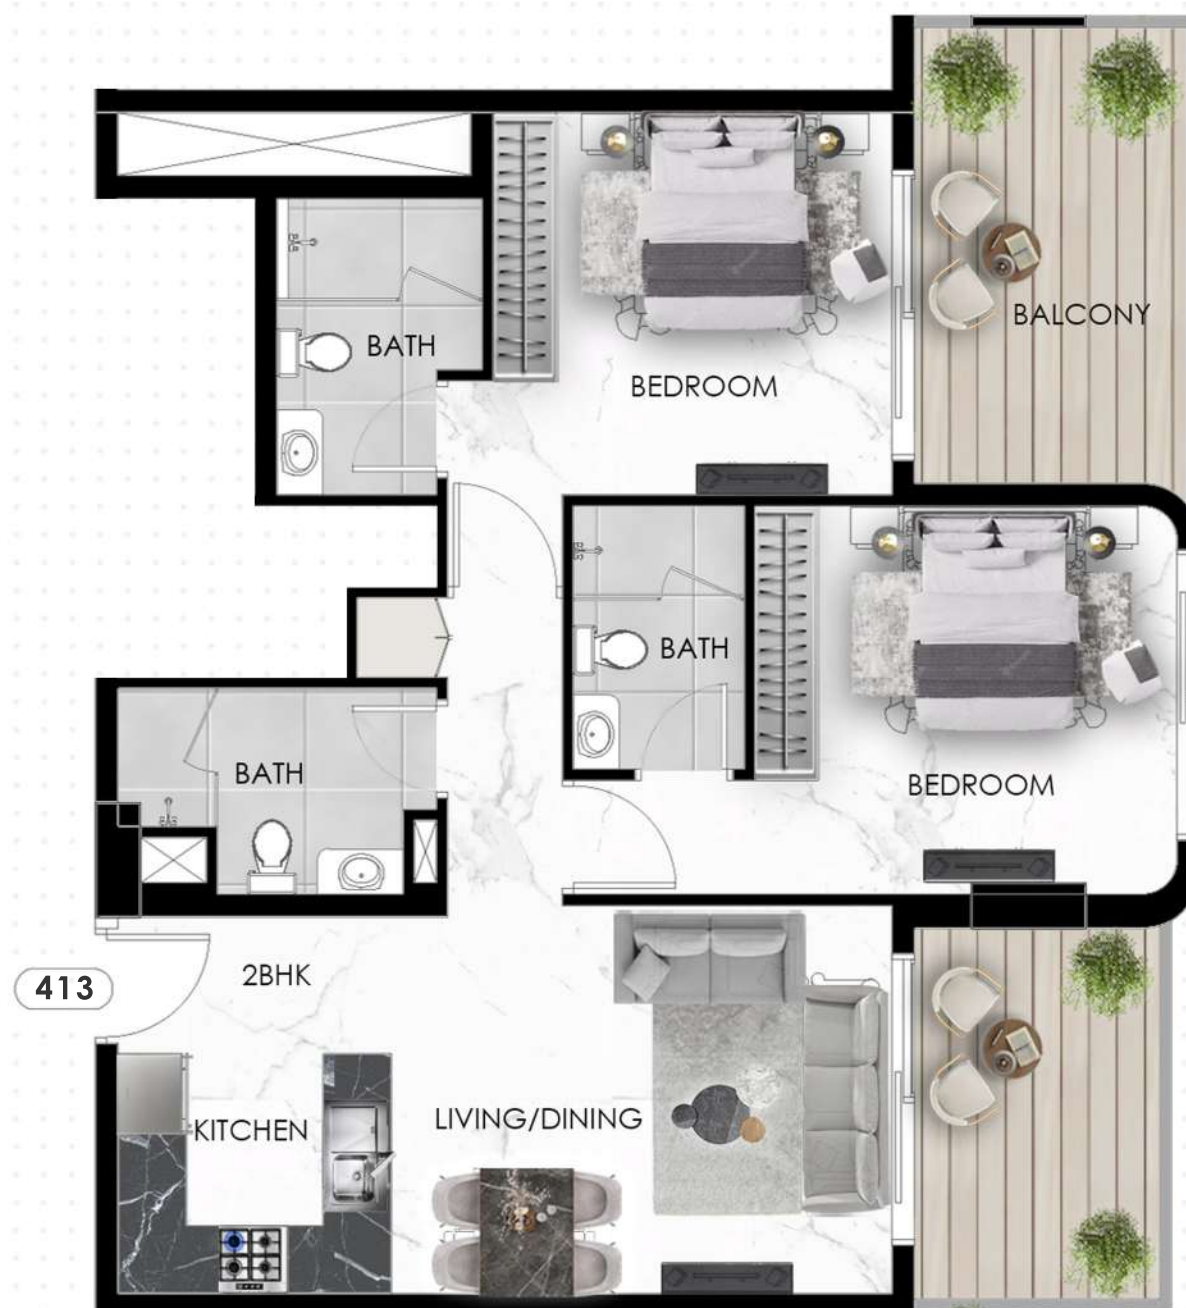 BATH
BALCONY
BEDROOM
BATH
BATH
BEDROOM
413
2BHK
KITCHEN
LIVING/DINING